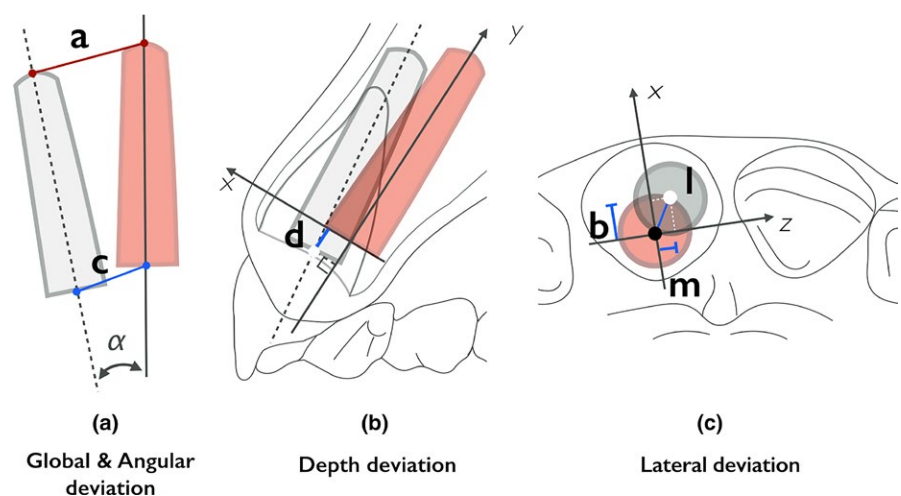 a
c
α
(a)
Global & Angular
deviation
y
x
d
(b)
Depth deviation
x
l
b
z
m
(c)
Lateral deviation